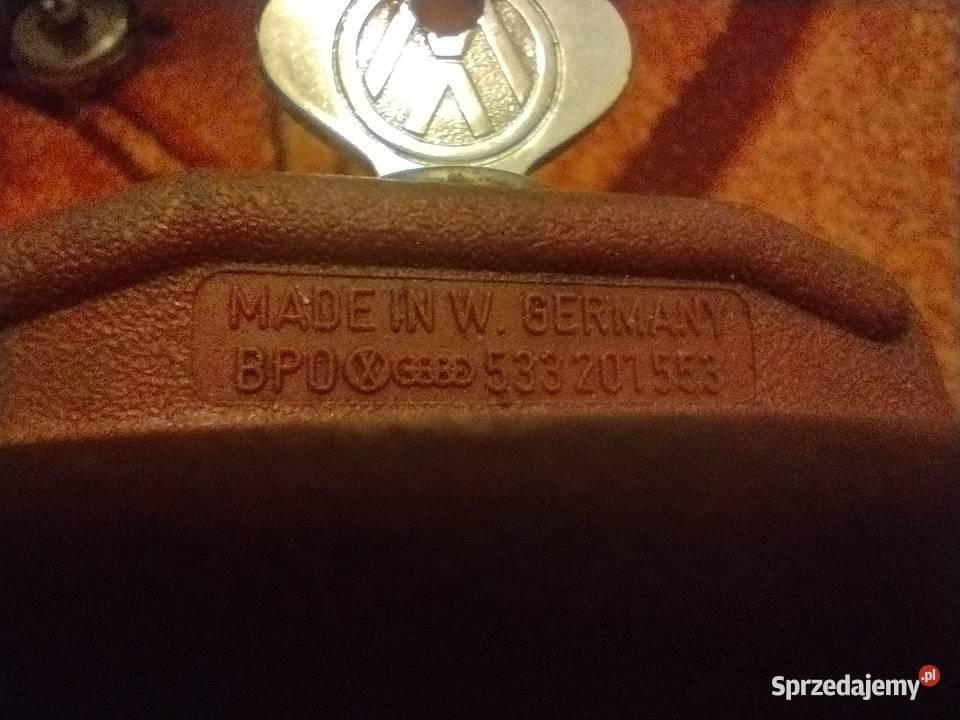 MADE IN W. GERMANY
BPO 533 201 553
Sprzedajemy.pl